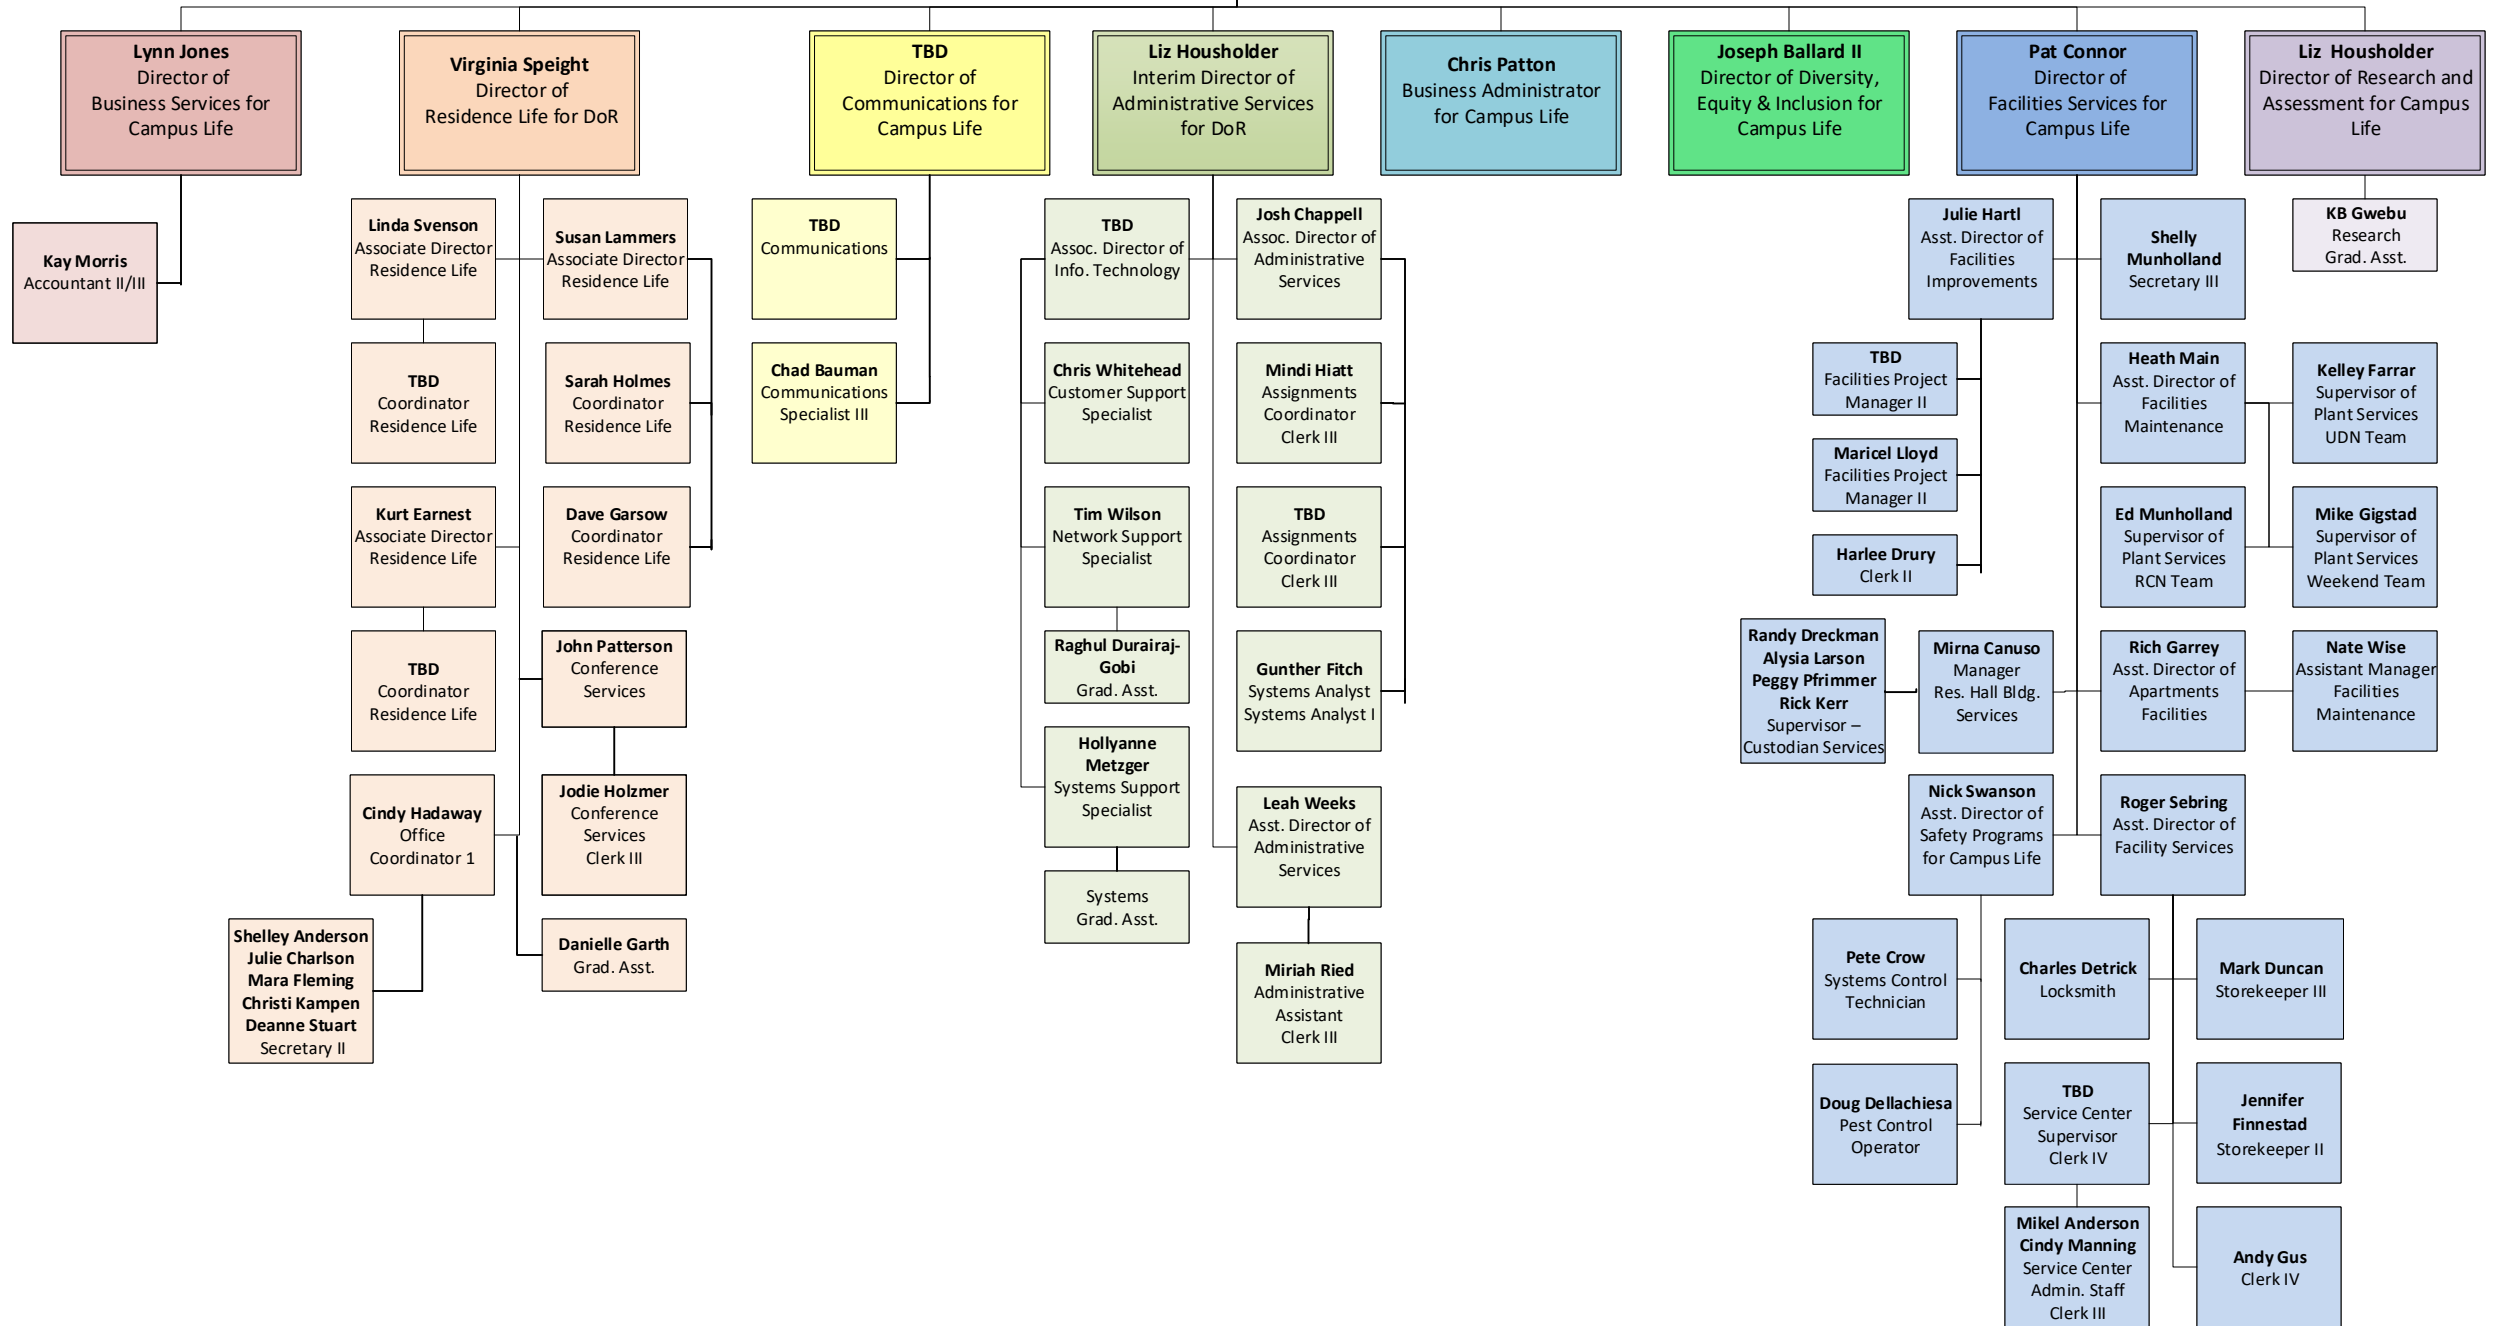 Lynn Jones
Director of
Business Services for
Campus Life
Virginia Speight
Director of
Residence Life for DoR
TBD
Director of
Communications for
Campus Life
Liz Housholder
Interim Director of
Administrative Services
for DoR
Chris Patton
Business Administrator
for Campus Life
Joseph Ballard II
Director of Diversity,
Equity & Inclusion for
Campus Life
Pat Connor
Director of
Facilities Services for
Campus Life
Liz Housholder
Director of Research and
Assessment for Campus
Life
Kay Morris
Accountant II/III
Linda Svenson
Associate Director
Residence Life
Susan Lammers
Associate Director
Residence Life
TBD
Coordinator
Residence Life
Sarah Holmes
Coordinator
Residence Life
Kurt Earnest
Associate Director
Residence Life
Dave Garsow
Coordinator
Residence Life
TBD
Coordinator
Residence Life
John Patterson
Conference
Services
Cindy Hadaway
Office
Coordinator 1
Jodie Holzmer
Conference
Services
Clerk III
Shelley Anderson
Julie Charlson
Mara Fleming
Christi Kampen
Deanne Stuart
Secretary II
Danielle Garth
Grad. Asst.
TBD
Communications
Chad Bauman
Communications
Specialist III
TBD
Assoc. Director of
Info. Technology
Josh Chappell
Assoc. Director of
Administrative
Services
Chris Whitehead
Customer Support
Specialist
Mindi Hiatt
Assignments
Coordinator
Clerk III
Tim Wilson
Network Support
Specialist
TBD
Assignments
Coordinator
Clerk III
Raghul Durairaj-
Gobi
Grad. Asst.
Gunther Fitch
Systems Analyst
Systems Analyst I
Hollyanne
Metzger
Systems Support
Specialist
Leah Weeks
Asst. Director of
Administrative
Services
Systems
Grad. Asst.
Miriah Ried
Administrative
Assistant
Clerk III
Julie Hartl
Asst. Director of
Facilities
Improvements
Shelly
Munholland
Secretary III
TBD
Facilities Project
Manager II
Heath Main
Asst. Director of
Facilities
Maintenance
Kelley Farrar
Supervisor of
Plant Services
UDN Team
Maricel Lloyd
Facilities Project
Manager II
Ed Munholland
Supervisor of
Plant Services
RCN Team
Mike Gigstad
Supervisor of
Plant Services
Weekend Team
Harlee Drury
Clerk II
Randy Dreckman
Alysia Larson
Peggy Pfrimmer
Rick Kerr
Supervisor –
Custodian Services
Mirna Canuso
Manager
Res. Hall Bldg.
Services
Rich Garrey
Asst. Director of
Apartments
Facilities
Nate Wise
Assistant Manager
Facilities
Maintenance
Nick Swanson
Asst. Director of
Safety Programs
for Campus Life
Roger Sebring
Asst. Director of
Facility Services
Pete Crow
Systems Control
Technician
Charles Detrick
Locksmith
Mark Duncan
Storekeeper III
Doug Dellachiesa
Pest Control
Operator
TBD
Service Center
Supervisor
Clerk IV
Jennifer
Finnestad
Storekeeper II
Mikel Anderson
Cindy Manning
Service Center
Admin. Staff
Clerk III
Andy Gus
Clerk IV
KB Gwebu
Research
Grad. Asst.